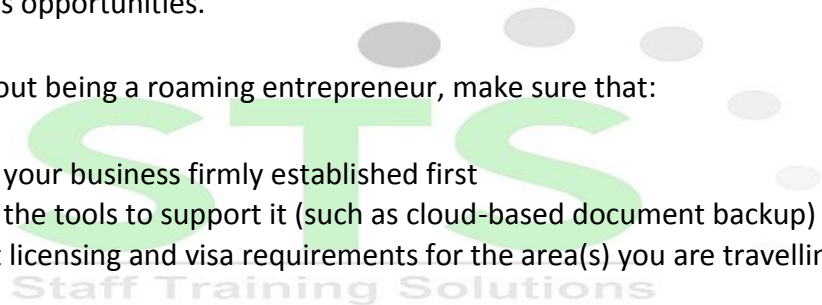 s opportunities.
out being a roaming entrepreneur, make sure that:
your business firmly established first
the tools to support it (such as cloud-based document backup)
licensing and visa requirements for the area(s) you are travellin
STS
Staff Training Solutions